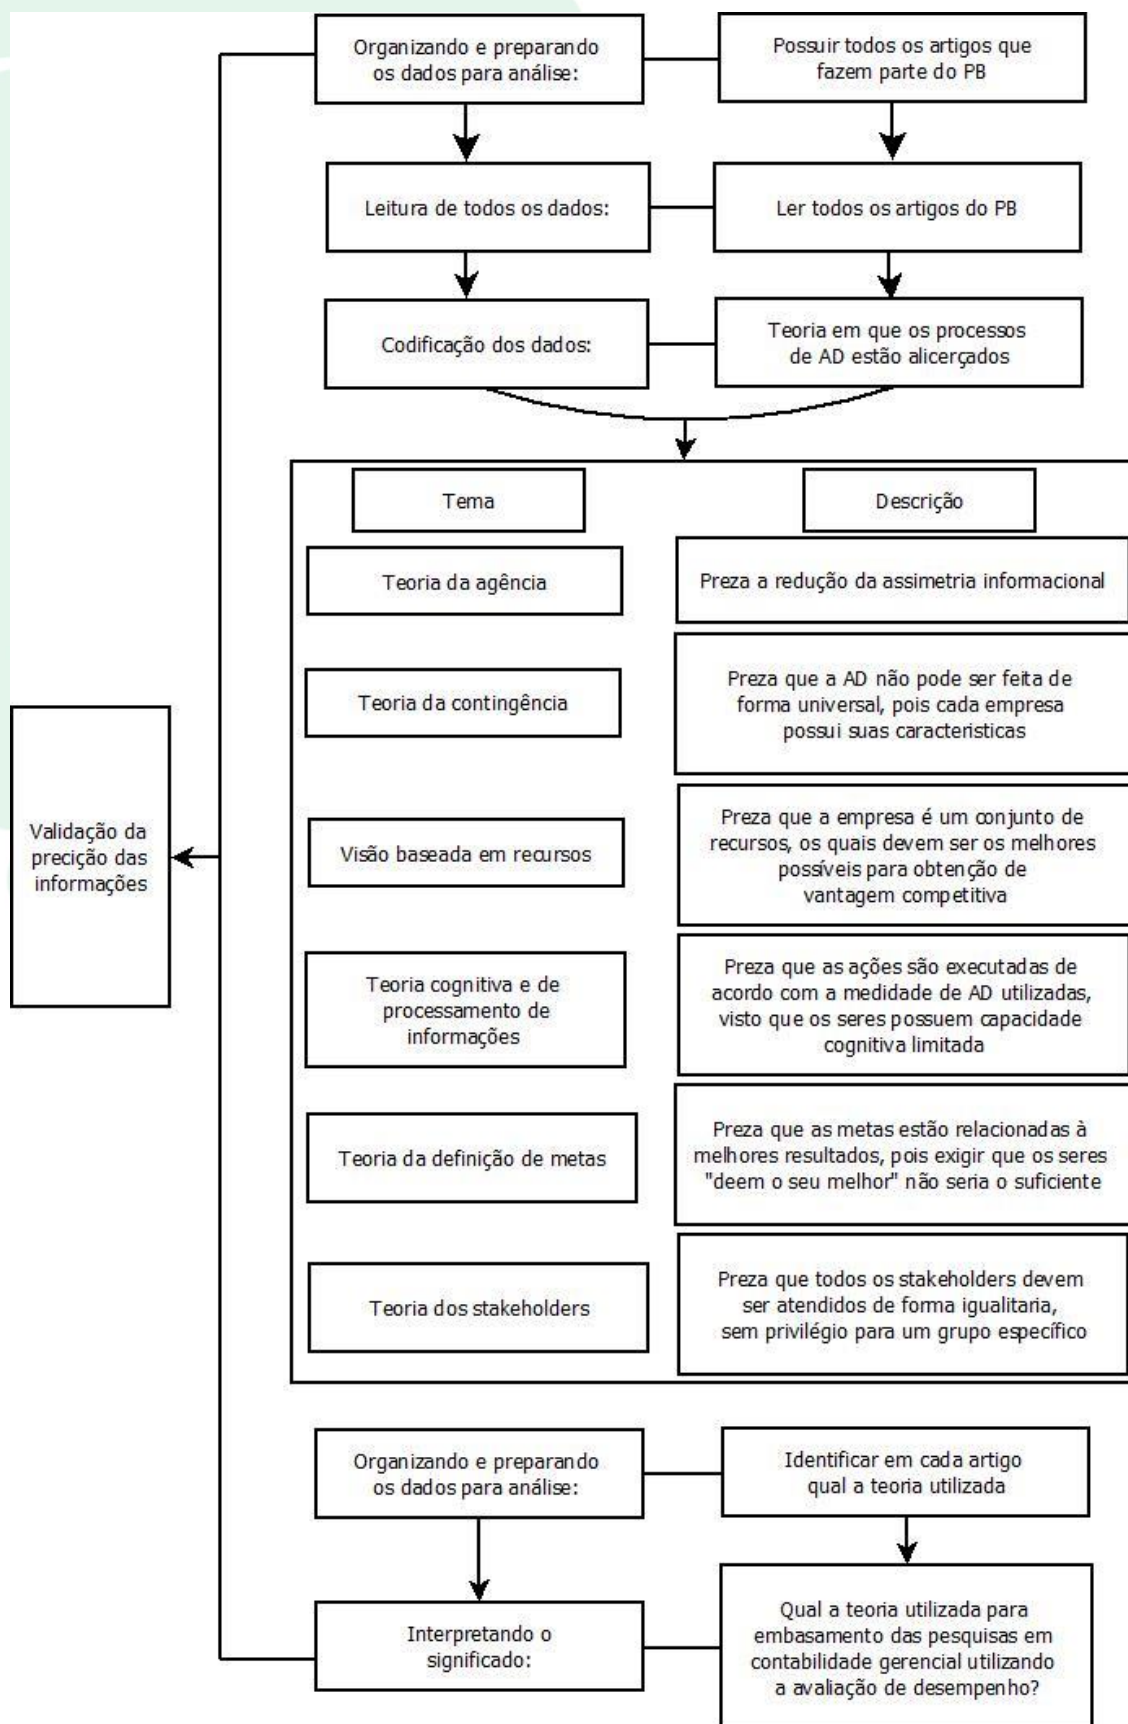 Organizando e preparando
os dados para análise:
Possuir todos os artigos que
fazem parte do PB
Leitura de todos os dados:
Ler todos os artigos do PB
Codificação dos dados:
Teoria em que os processos
de AD estão alicerçados
Tema
Descrição
Teoria da agência
Preza a redução da assimetria informacional
Teoria da contingência
Preza que a AD não pode ser feita de
forma universal, pois cada empresa
possui suas caracteristicas
Validação da
precição das
informações
Visão baseada em recursos
Preza que a empresa é um conjunto de
recursos, os quais devem ser os melhores
possíveis para obtenção de
vantagem competitiva
Teoria cognitiva e de
processamento de
informações
Preza que as ações são executadas de
acordo com a medidade de AD utilizadas,
visto que os seres possuem capacidade
cognitiva limitada
Teoria da definição de metas
Preza que as metas estão relacionadas à
melhores resultados, pois exigir que os seres
"deem o seu melhor" não seria o suficiente
Teoria dos stakeholders
Preza que todos os stakeholders devem
ser atendidos de forma igualitaria,
sem privilégio para um grupo específico
Organizando e preparando
os dados para análise:
Identificar em cada artigo
qual a teoria utilizada
Interpretando o
significado:
Qual a teoria utilizada para
embasamento das pesquisas em
contabilidade gerencial utilizando
a avaliação de desempenho?